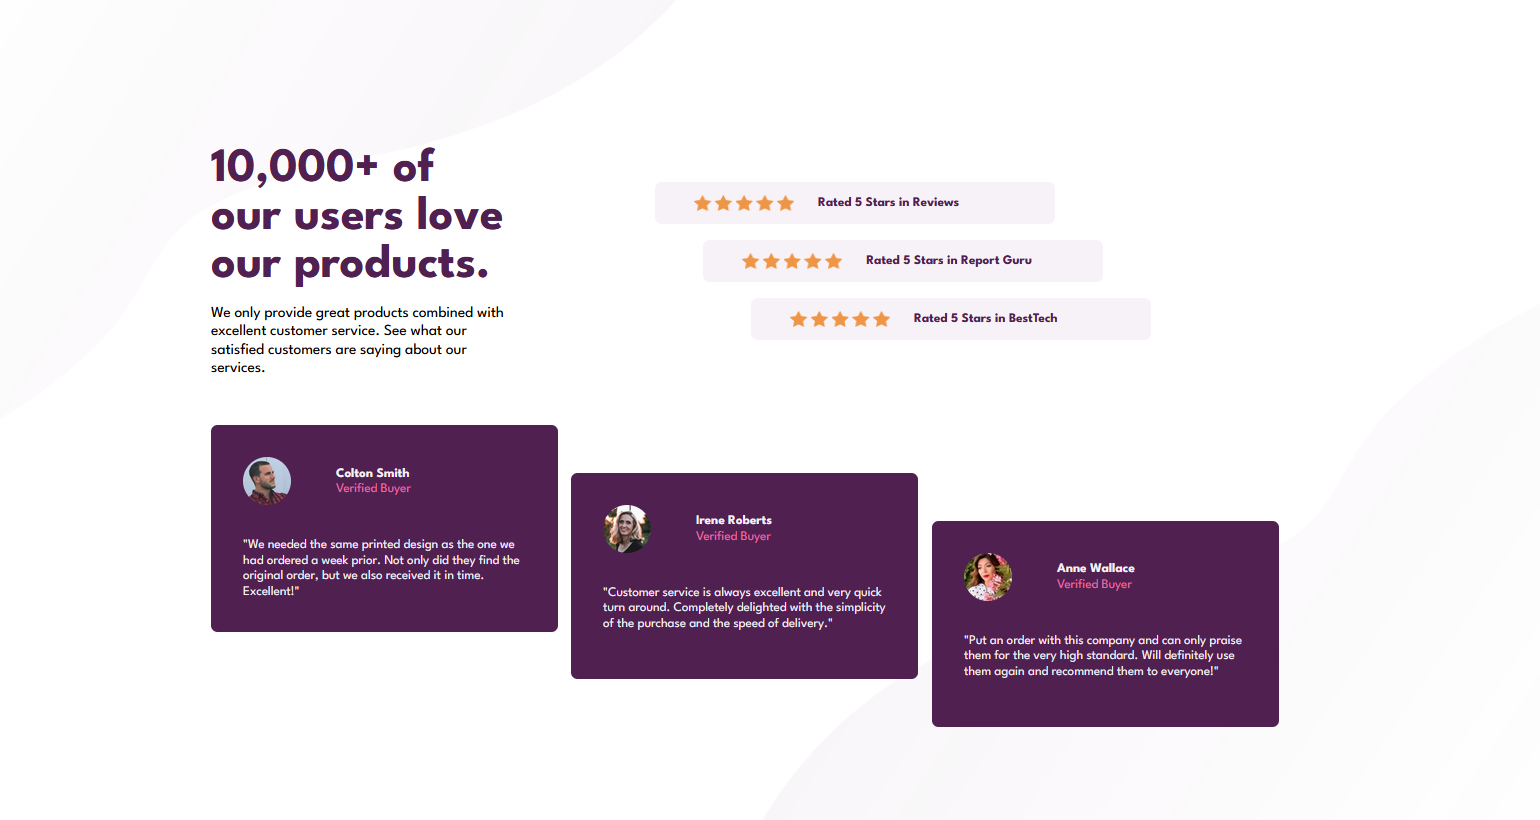 10,000+ of
our users love
our products.
We only provide great products combined with
excellent customer service. See what our
satisfied customers are saying about our
services.
Rated 5 Stars in Reviews
Rated 5 Stars in Report Guru
Rated 5 Stars in BestTech
Colton Smith
Verified Buyer
"We needed the same printed design as the one we
had ordered a week prior. Not only did they find the
original order, but we also received it in time.
Excellent!"
Irene Roberts
Verified Buyer
"Customer service is always excellent and very quick
turn around. Completely delighted with the simplicity
of the purchase and the speed of delivery."
Anne Wallace
Verified Buyer
"Put an order with this company and can only praise
them for the very high standard. Will definitely use
them again and recommend them to everyone!"